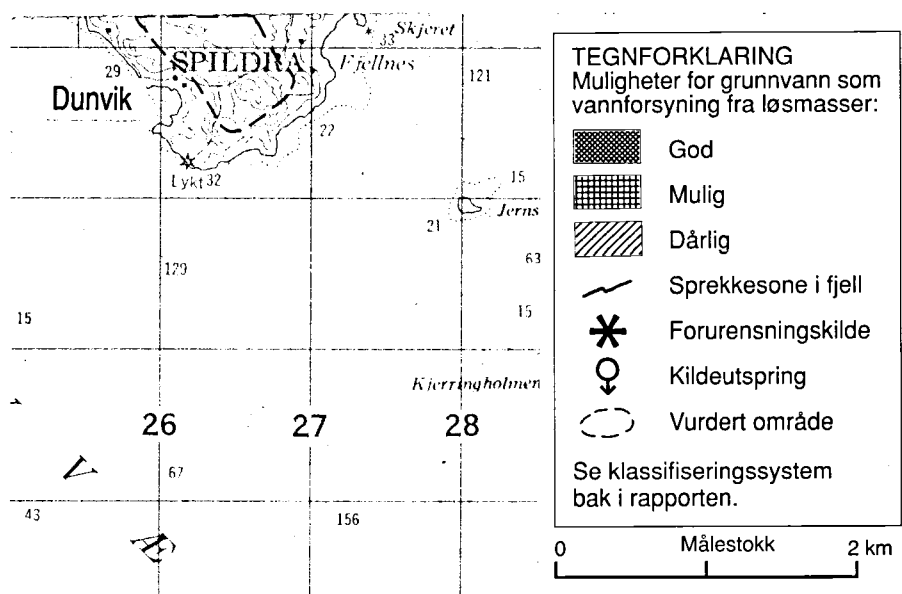 Skjeret
33
5
SPILDRA
Fjellnes
29
121
Dunvik
22
Lykt 32
15
Jerns
21
63
129
15
15
Kjerringholmen
26
27
28
V
67
43
156
Æ
TEGNFORKLARING
Muligheter for grunnvann som
vannforsyning fra løsmasser:
God
Mulig
Dårlig
Sprekkesone i fjell
Forurensningskilde
Kildeutspring
Vurdert område
Se klassifiseringssystem
bak i rapporten.
0 Målestokk 2 km